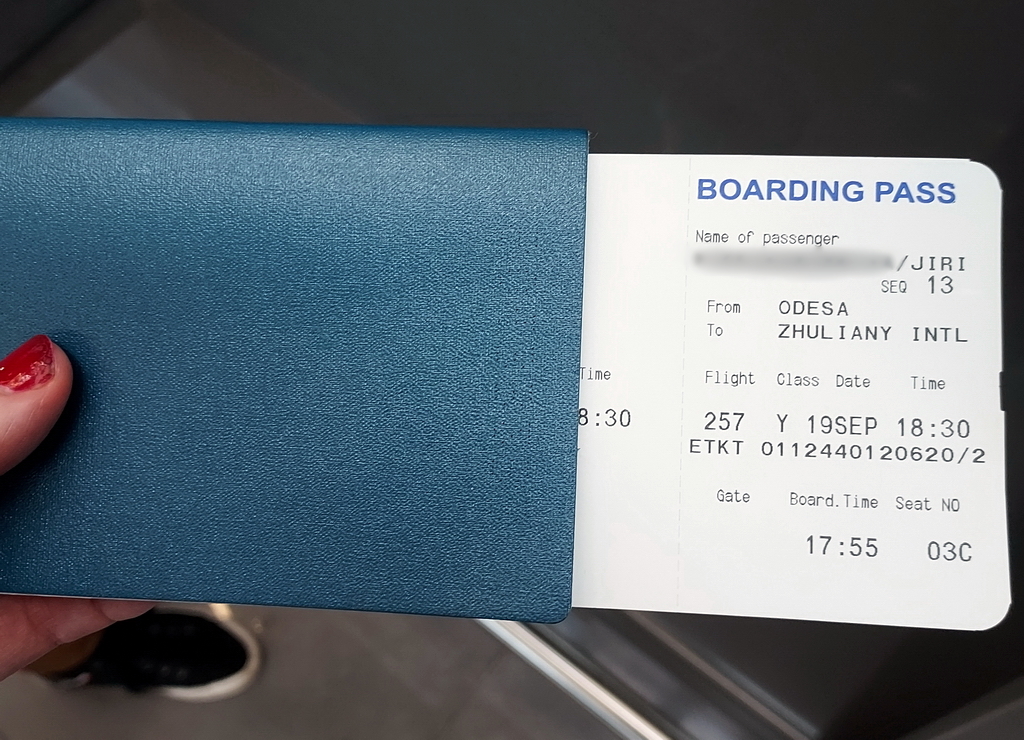 BOARDING PASS
Name of passenger
/JIRI
SEQ 13
From ODESA
To ZHULIANY INTL
Time
Flight Class Date Time
8:30
257 Y 19SEP 18:30
ETKT 0112440120620/2
Gate Board.Time Seat NO
17:55 03C